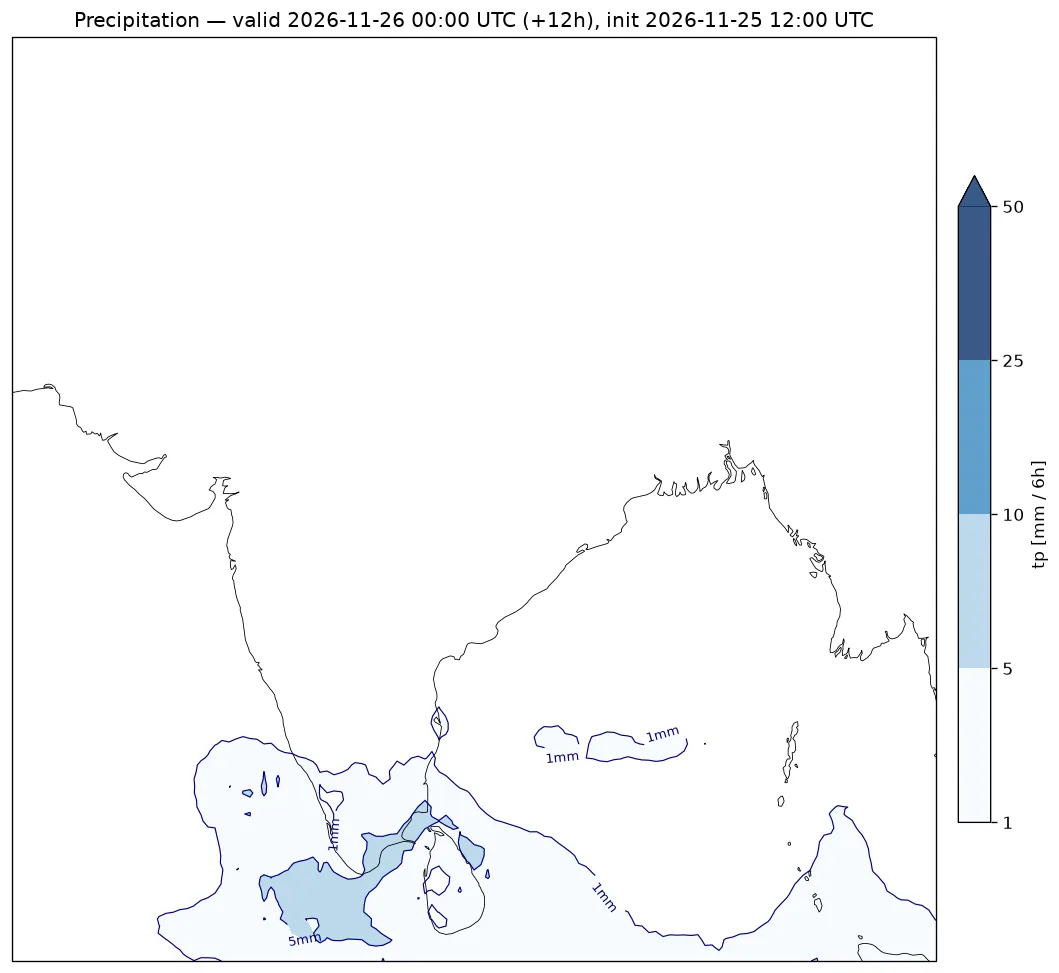 Precipitation — valid 2026-11-26 00:00 UTC (+12h), init 2026-11-25 12:00 UTC
50
25
10
5
1
tp [mm / 6h]
1mm
1mm
1mm
1mm
5mm